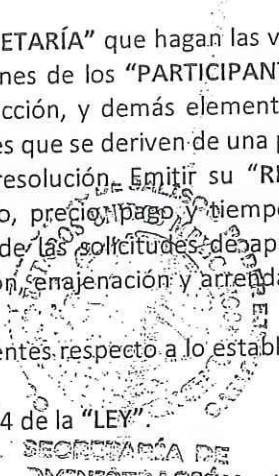 ETARÍA" que hagan las v
nes de los "PARTICIPAN
cción, y demás element
es que se deriven de una p
resolución. Emitir su "R
o, precio, pago, y tiempo
de las solicitudes de ap
ón, enajenación y arrenda
entes respecto a lo establ
4 de la "LEY".
SECRETARÍA DE